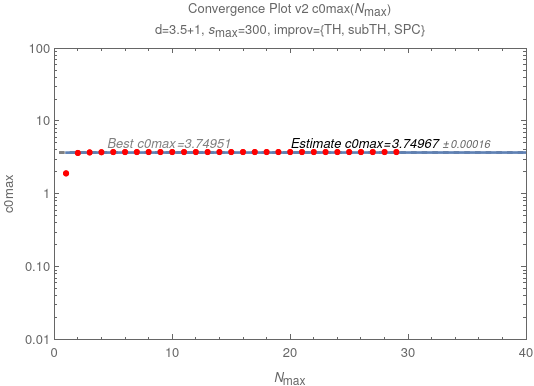 Convergence Plot v2 c0max(Nmax)
d=3.5+1, smax=300, improv={TH, subTH, SPC}
100
10
Best c0max=3.74951 Estimate c0max=3.74967 ±0.00016
c0max
1
0.10
0.01
0 10 20 30 40
Nmax